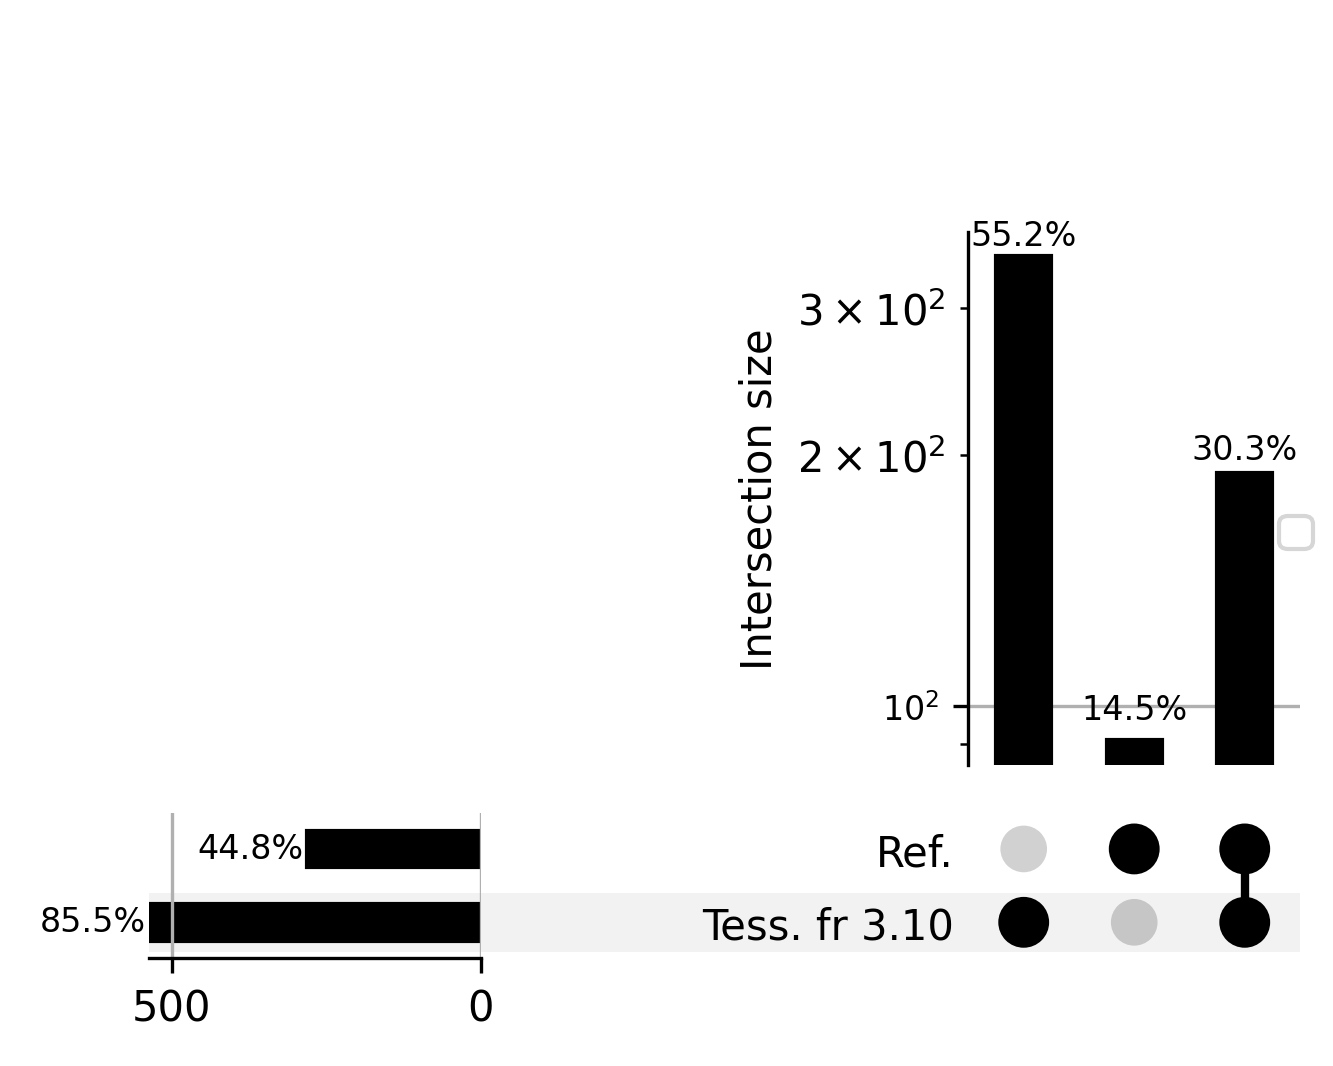 55.2%
3 × 10²
Intersection size
2 × 10²
30.3%
10²
14.5%
44.8%
Ref.
85.5%
Tess. fr 3.10
500
0